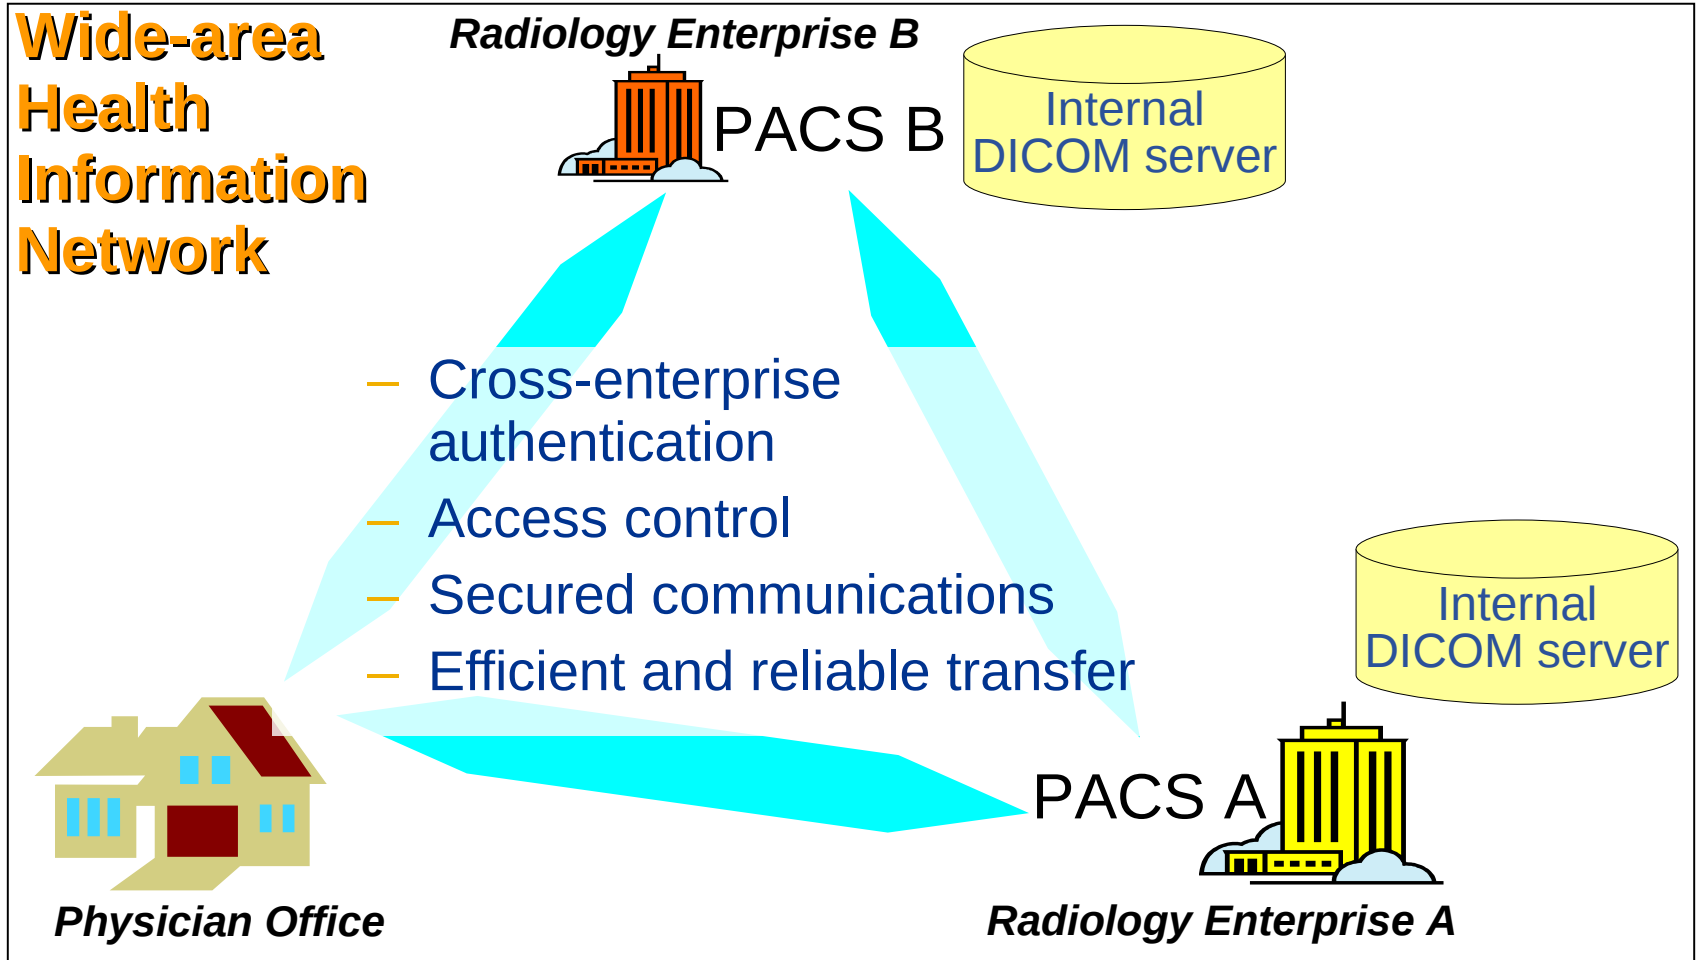 Wide-area
Health
Information
Network
Radiology Enterprise B
PACS B
Internal
DICOM server
– Cross-enterprise
authentication
– Access control
– Secured communications
– Efficient and reliable transfer
Internal
DICOM server
PACS A
Physician Office
Radiology Enterprise A